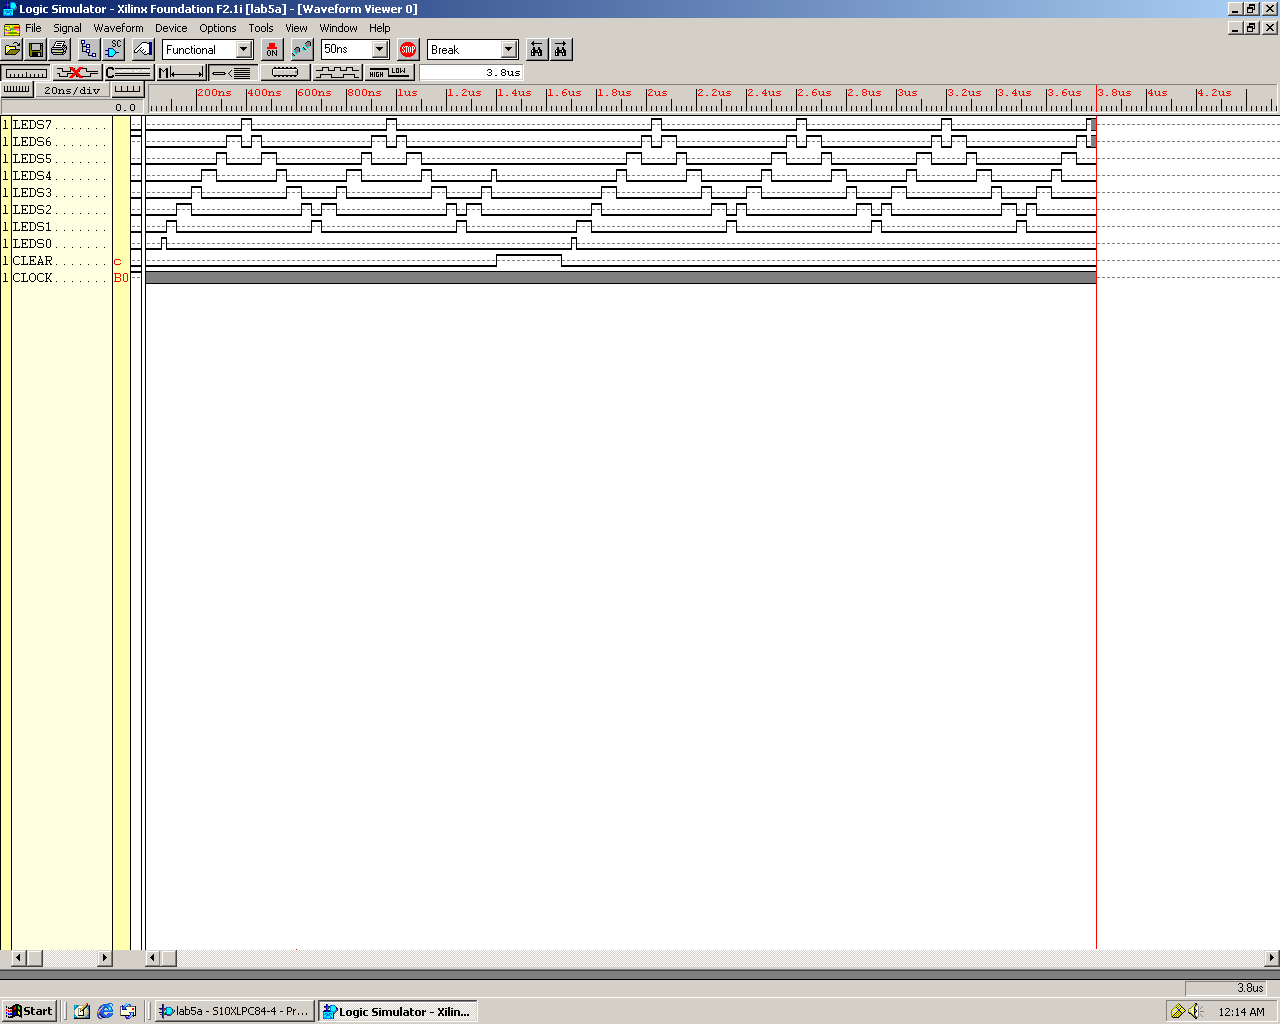 Logic Simulator - Xilinx Foundation F2.1i [lab5a] - [Waveform Viewer 0]
File Signal Waveform Device Options Tools View Window Help
SC Functional ON 50ns STOP Break
C M HIGH LOW 3.8us
20ns/div 200ns 400ns 600ns 800ns 1us 1.2us 1.4us 1.6us 1.8us 2us 2.2us 2.4us 2.6us 2.8us 3us 3.2us 3.4us 3.6us 3.8us 4us 4.2us
0.0
1 LEDS7.......
1 LEDS6.......
1 LEDS5.......
1 LEDS4.......
1 LEDS3.......
1 LEDS2.......
1 LEDS1.......
1 LEDS0.......
1 CLEAR....... c
1 CLOCK....... B0
3.8us
Start lab5a - S10XLPC84-4 - Pr... Logic Simulator - Xilin... 12:14 AM